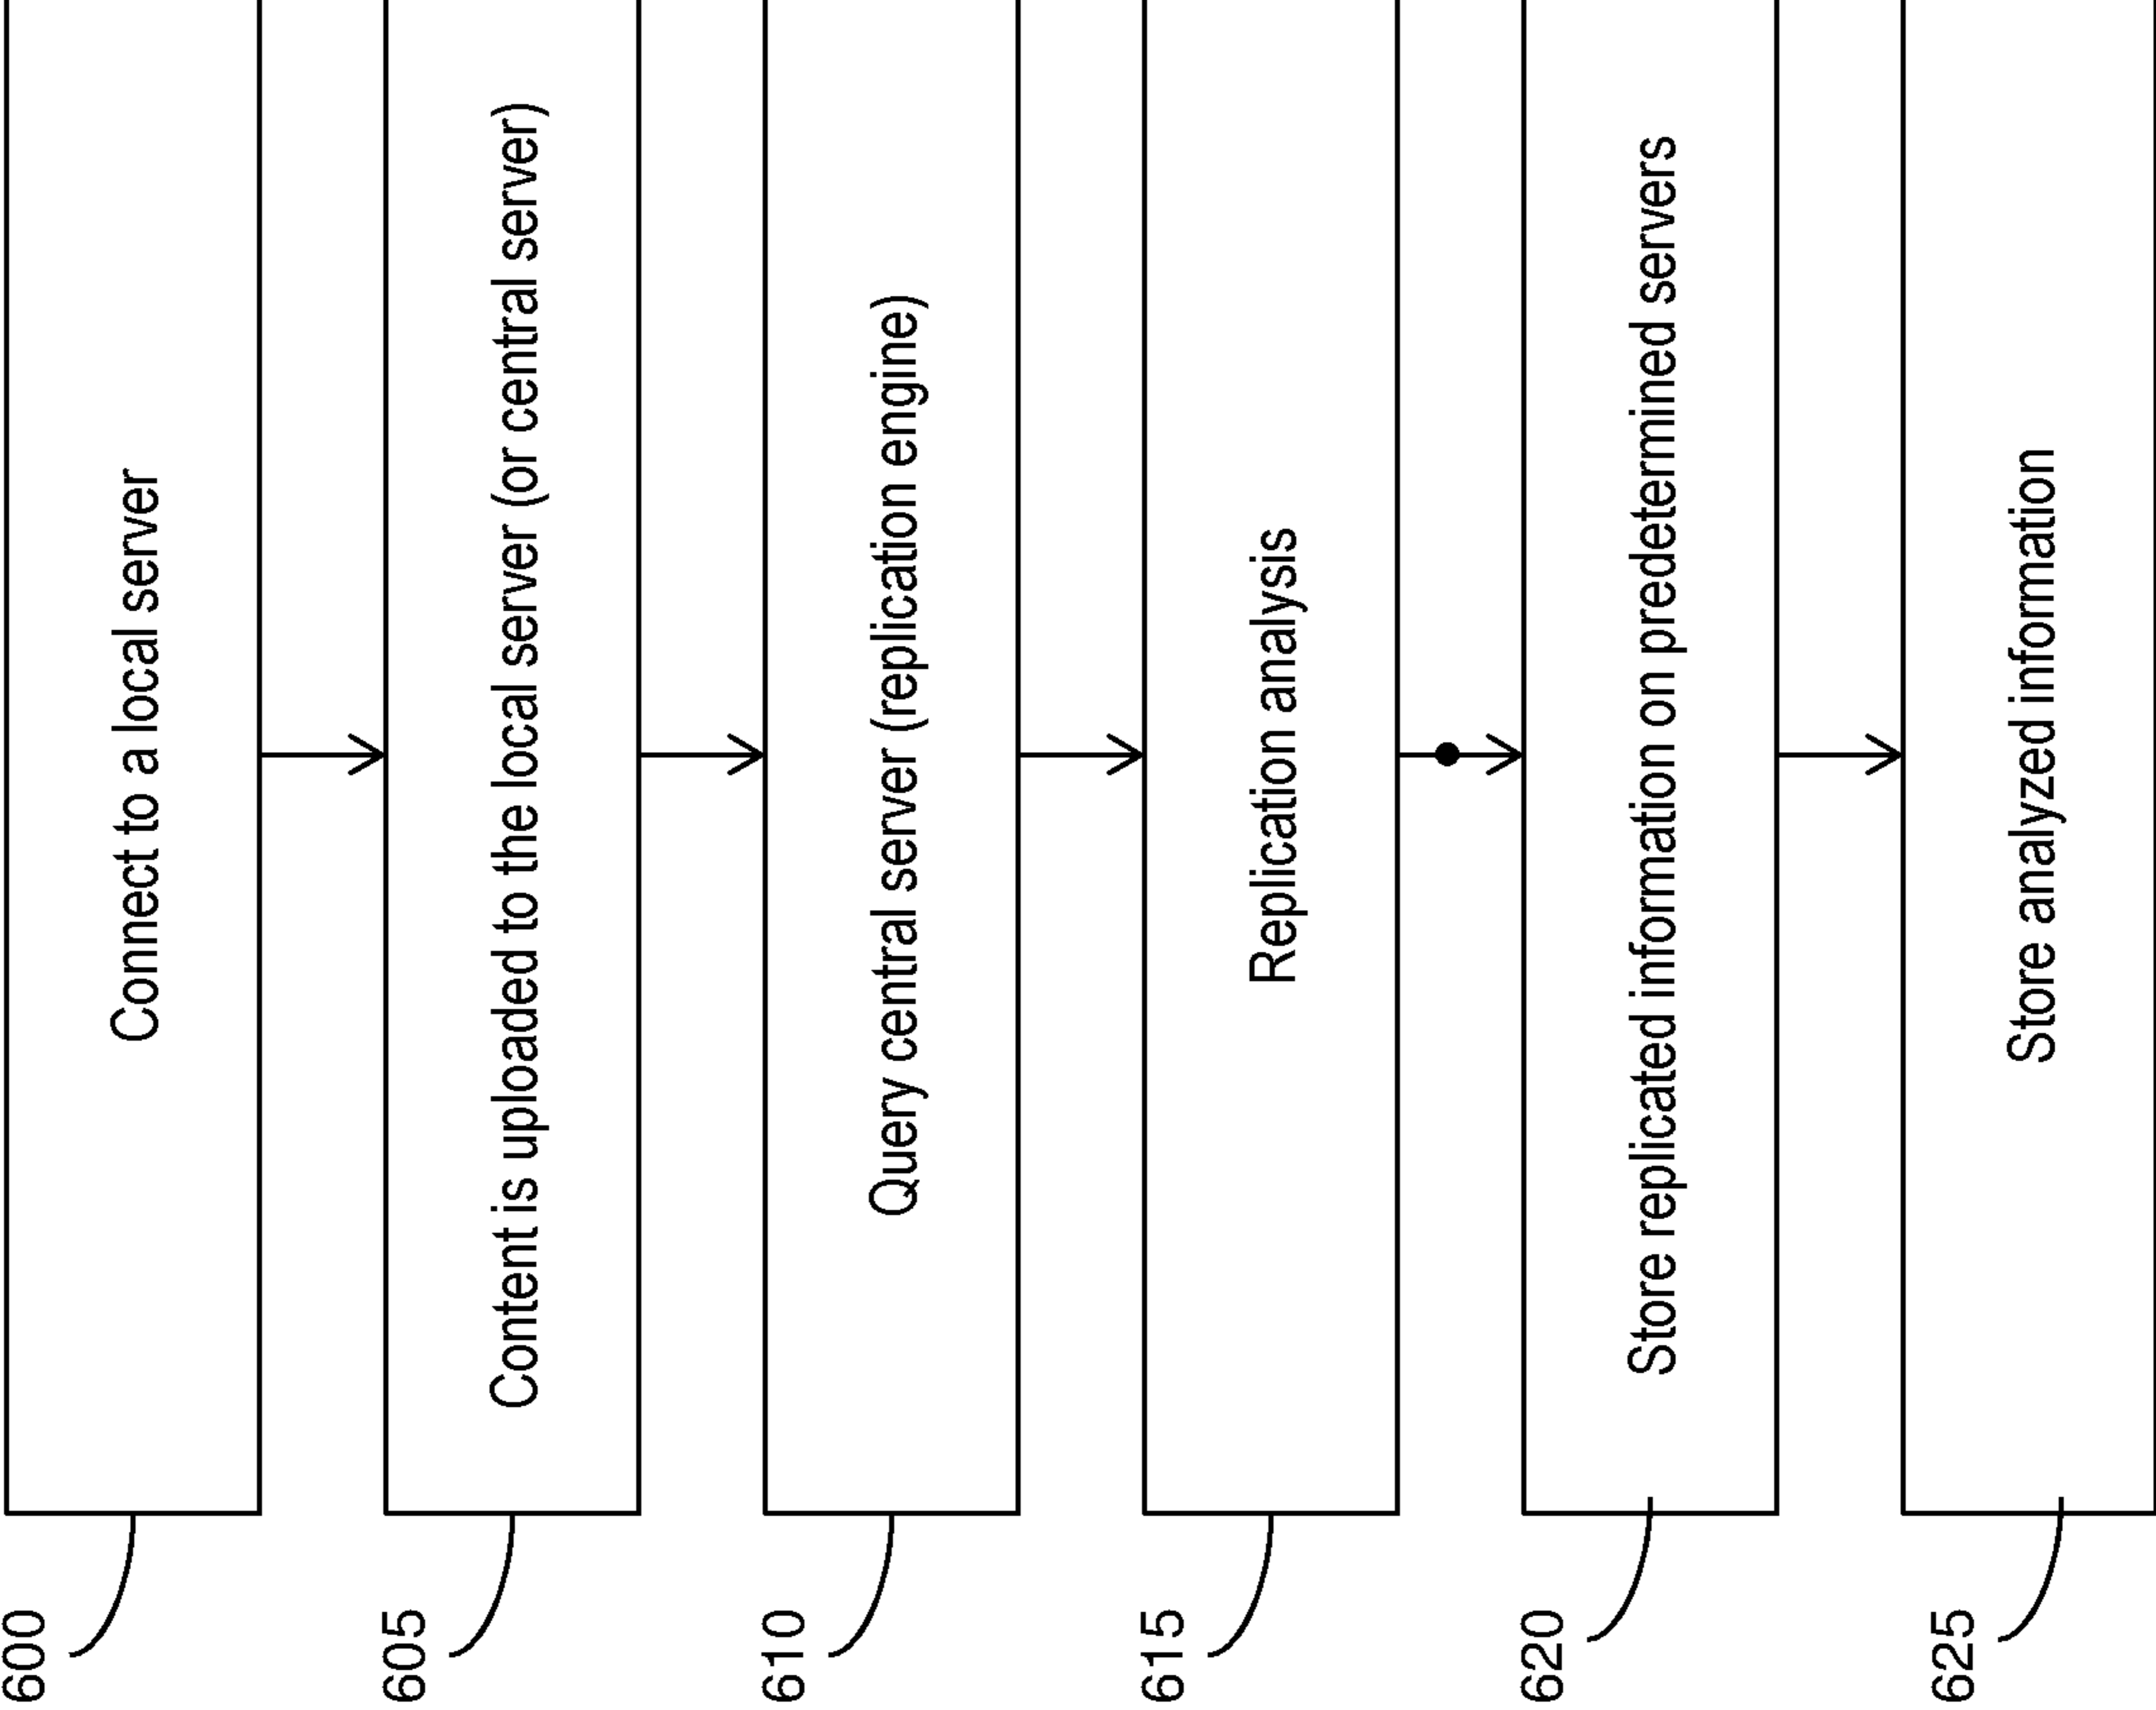 600
Connect to a local server
605
Content is uploaded to the local server (or central server)
610
Query central server (replication engine)
615
Replication analysis
620
Store replicated information on predetermined servers
625
Store analyzed information